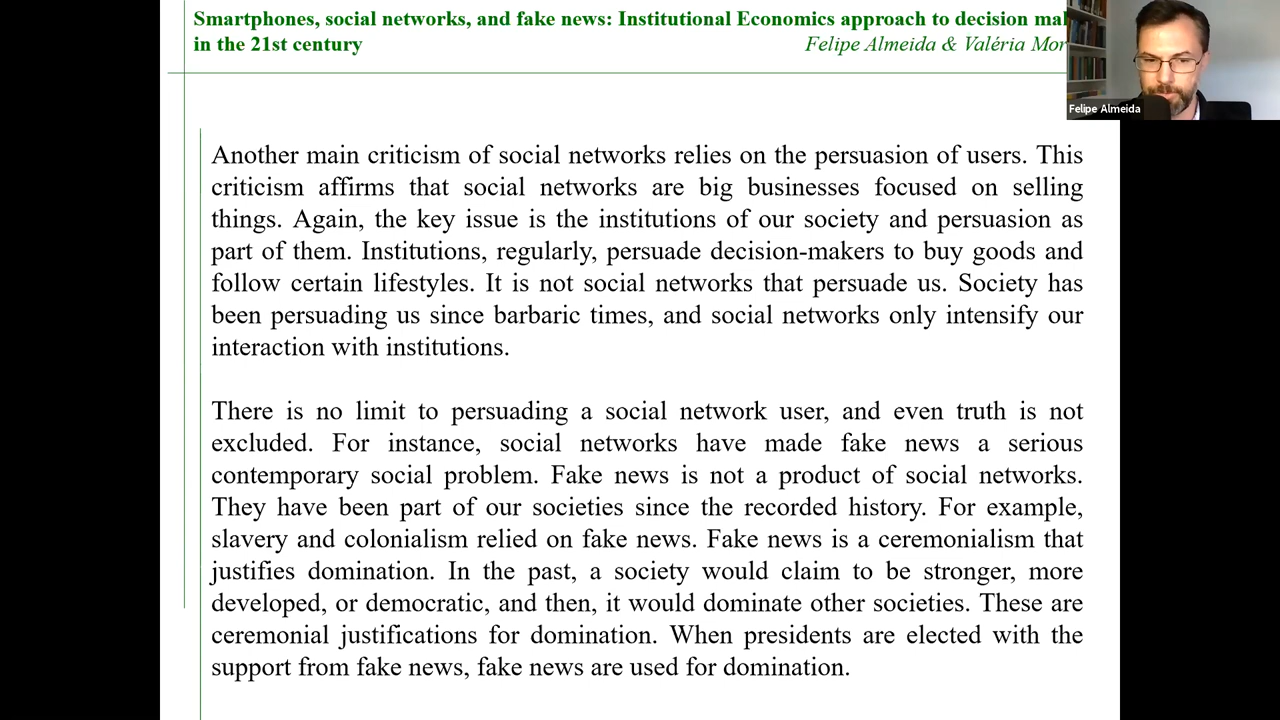 Smartphones, social networks, and fake news: Institutional Economics approach to decision
in the 21st century
Felipe Almeida & Valéria
Felipe Almeida
Another main criticism of social networks relies on the persuasion of users. This
criticism affirms that social networks are big businesses focused on selling
things. Again, the key issue is the institutions of our society and persuasion as
part of them. Institutions, regularly, persuade decision-makers to buy goods and
follow certain lifestyles. It is not social networks that persuade us. Society has
been persuading us since barbaric times, and social networks only intensify our
interaction with institutions.
There is no limit to persuading a social network user, and even truth is not
excluded. For instance, social networks have made fake news a serious
contemporary social problem. Fake news is not a product of social networks.
They have been part of our societies since the recorded history. For example,
slavery and colonialism relied on fake news. Fake news is a ceremonialism that
justifies domination. In the past, a society would claim to be stronger, more
developed, or democratic, and then, it would dominate other societies. These are
ceremonial justifications for domination. When presidents are elected with the
support from fake news, fake news are used for domination.